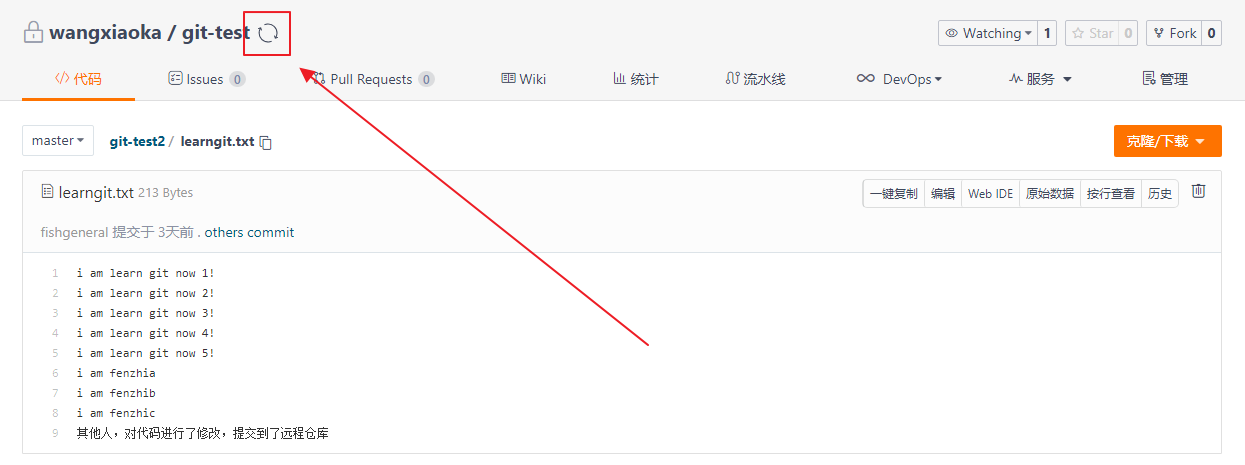 wangxiaoka / git-test
Watching 1 Star 0 Fork 0
代码 Issues 0 Pull Requests 0 Wiki 统计 流水线 DevOps 服务 管理
master git-test2 / learngit.txt 克隆/下载
learngit.txt 213 Bytes 一键复制 编辑 Web IDE 原始数据 按行查看 历史
fishgeneral 提交于 3天前 . others commit
1 i am learn git now 1!
2 i am learn git now 2!
3 i am learn git now 3!
4 i am learn git now 4!
5 i am learn git now 5!
6 i am fenzhia
7 i am fenzhib
8 i am fenzhic
9 其他人，对代码进行了修改，提交到了远程仓库